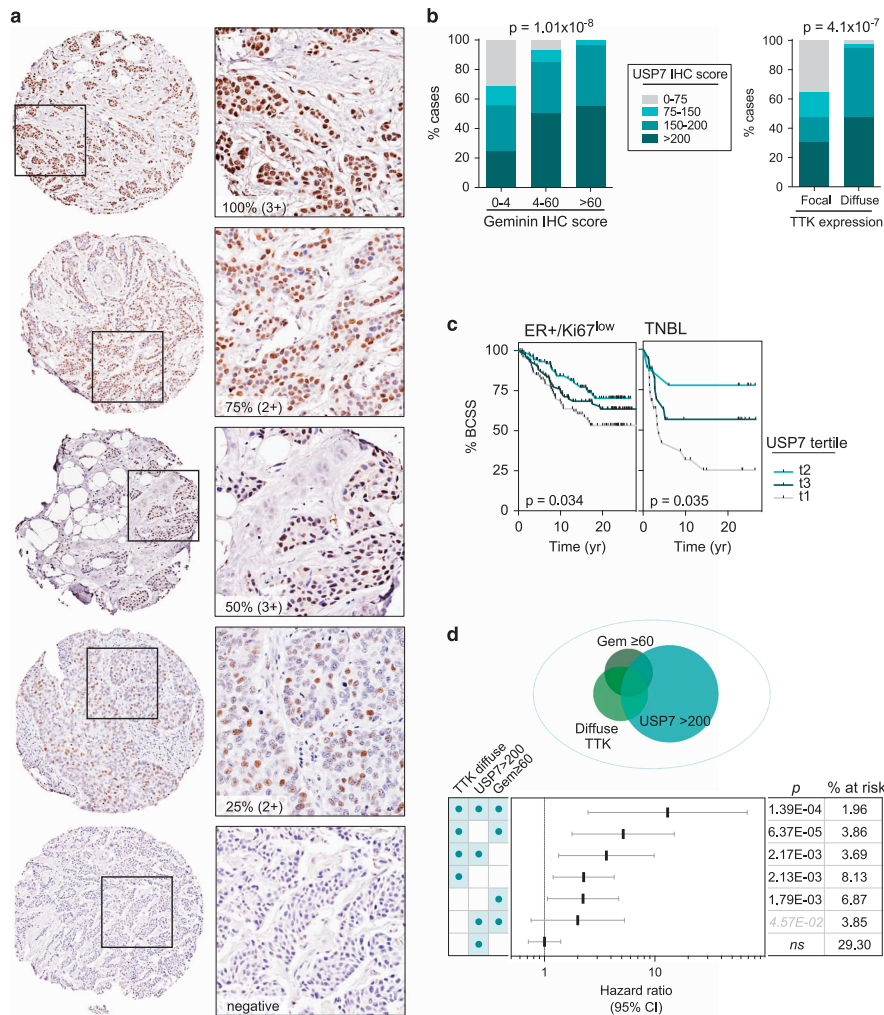 a
100% (3+)
75% (2+)
50% (3+)
25% (2+)
negative
b
p = 1.01x10-8
% cases
100
80
60
40
20
0
0-4 4-60 >60
Geminin IHC score
USP7 IHC score
0-75
75-150
150-200
>200
p = 4.1x10-7
% cases
100
80
60
40
20
0
Focal Diffuse
TTK expression
c
ER+/Ki67low
TNBL
% BCSS
100
75
50
25
p = 0.034
0 10 20
Time (yr)
p = 0.035
0 10 20
Time (yr)
USP7 tertile
t2
t3
t1
d
Gem ≥60
Diffuse
TTK
USP7 >200
TTK diffuse
USP7>200
Gem≥60
p % at risk
1.39E-04 1.96
6.37E-05 3.86
2.17E-03 3.69
2.13E-03 8.13
1.79E-03 6.87
4.57E-02 3.85
ns 29.30
1 10
Hazard ratio
(95% CI)